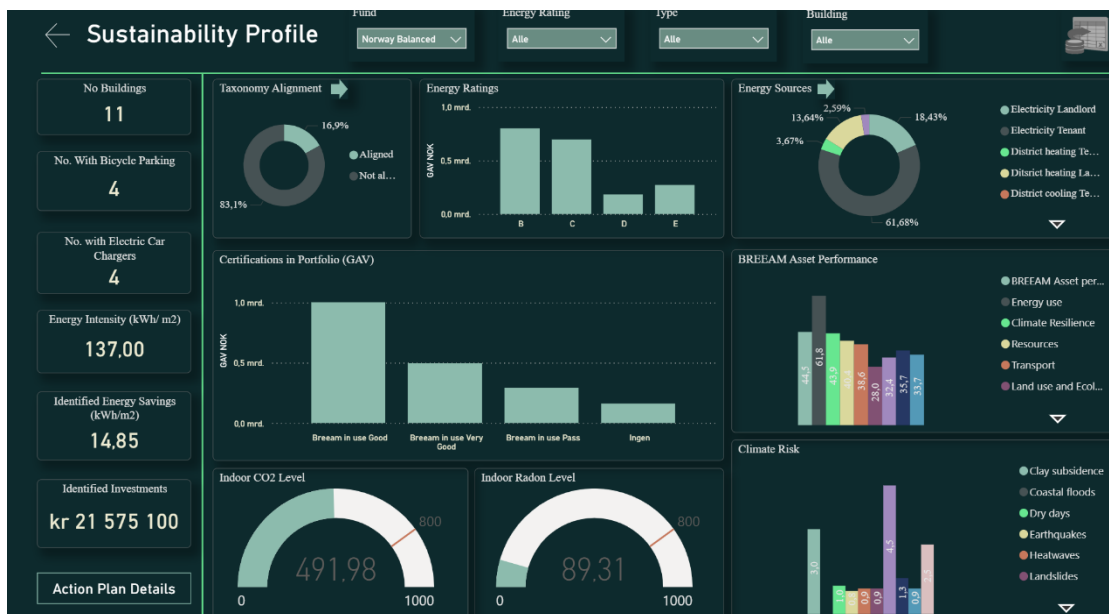 Sustainability Profile
Fund
Norway Balanced
Energy Rating
Alle
Type
Alle
Building
Alle
No Buildings
11
No. With Bicycle Parking
4
No. with Electric Car
Chargers
4
Energy Intensity (kWh/ m2)
137,00
Identified Energy Savings
(kWh/m2)
14,85
Identified Investments
kr 21 575 100
Action Plan Details
Taxonomy Alignment
16,9%
83,1%
Aligned
Not al...
Energy Ratings
GAV NOK
1,0 mrd.
0,5 mrd.
0,0 mrd.
B
C
D
E
Energy Sources
2,59%
13,64%
18,43%
3,67%
61,68%
Electricity Landlord
Electricity Tenant
District heating Te...
Ditsrict heating La...
District cooling Te...
Certifications in Portfolio (GAV)
GAV NOK
1,0 mrd.
0,5 mrd.
0,0 mrd.
Breeam in use Good
Breeam in use Very
Good
Breeam in use Pass
Ingen
BREEAM Asset Performance
44,5
61,8
43,9
40,4
38,6
28,0
32,4
35,7
33,7
BREEAM Asset per...
Energy use
Climate Resilience
Resources
Transport
Land use and Ecol...
Indoor CO2 Level
800
491,98
0
1000
Indoor Radon Level
800
89,31
0
1000
Climate Risk
3,0
1,0
0,9
0,9
4,5
1,3
0,9
Clay subsidence
Coastal floods
Dry days
Earthquakes
Heatwaves
Landslides